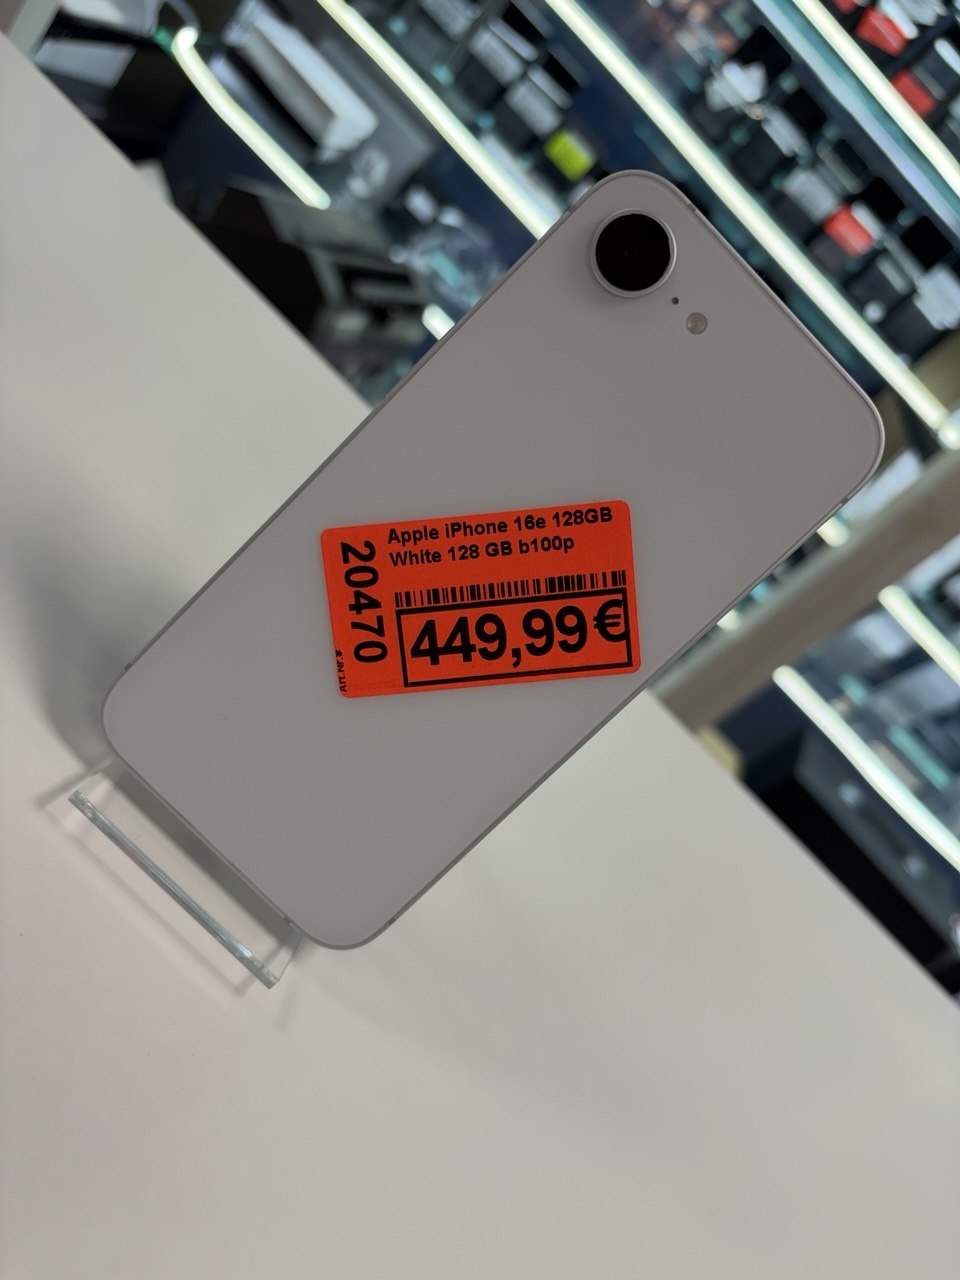 Apple iPhone 16e 128GB
White 128 GB b100p
449,99€
20470